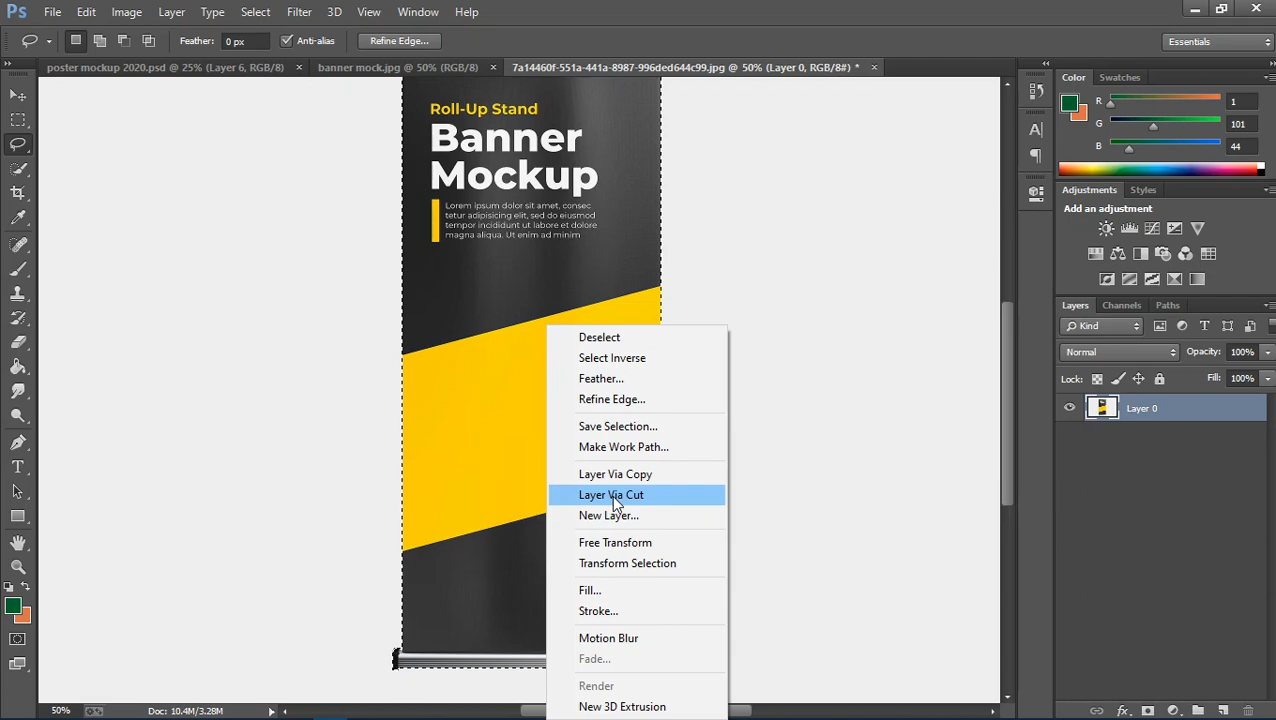 Ps
File Edit Image Layer Type Select Filter 3D View Window Help
Feather: 0 px Anti-alias Refine Edge... Essentials
poster mockup 2020.psd @ 25% (Layer 6, RGB/8) × banner mock.jpg @ 50% (RGB/8) × 7a14460f-551a-441a-8987-996ded644c99.jpg @ 50% (Layer 0, RGB/8#) * ×
Roll-Up Stand
Banner
Mockup
Lorem ipsum dolor sit amet, consec
tetur adipisicing elit, sed do eiusmod
tempor incididunt ut labore et dolore
magna aliqua. Ut enim ad minim
Deselect
Select Inverse
Feather...
Refine Edge...
Save Selection...
Make Work Path...
Layer Via Copy
Layer Via Cut
New Layer...
Free Transform
Transform Selection
Fill...
Stroke...
Motion Blur
Fade...
Render
New 3D Extrusion
Color Swatches
R 1
G 101
B 44
Adjustments Styles
Add an adjustment
Layers Channels Paths
Kind
Normal Opacity: 100%
Lock: Fill: 100%
Layer 0
50% Doc: 10.4M/3.28M